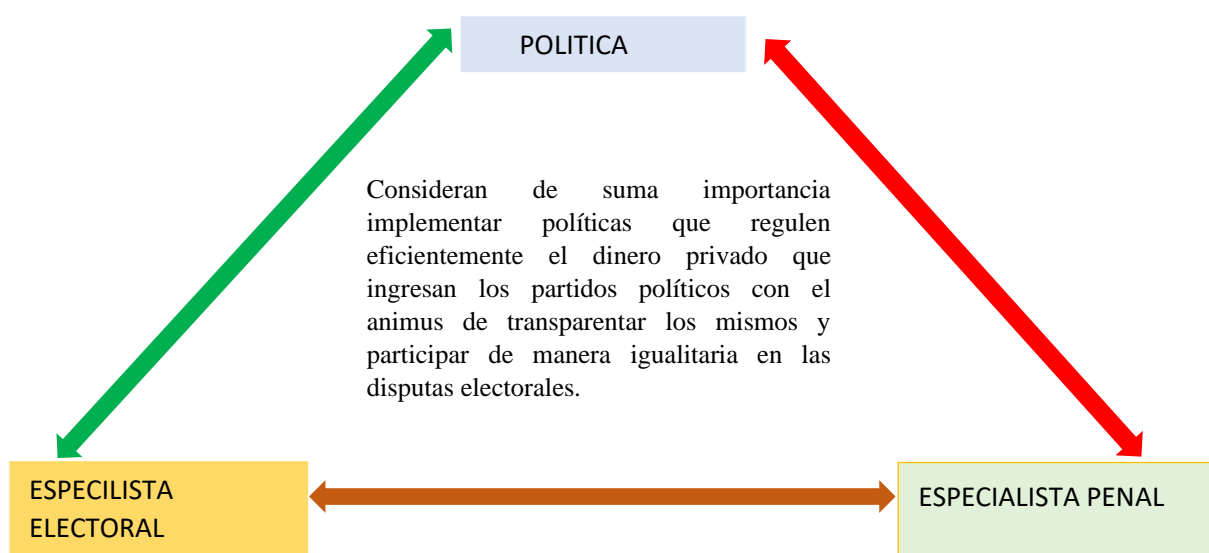 POLITICA
Consideran de suma importancia
implementar políticas que regulen
eficientemente el dinero privado que
ingresan los partidos políticos con el
animus de transparentar los mismos y
participar de manera igualitaria en las
disputas electorales.
ESPECILISTA
ELECTORAL
ESPECIALISTA PENAL